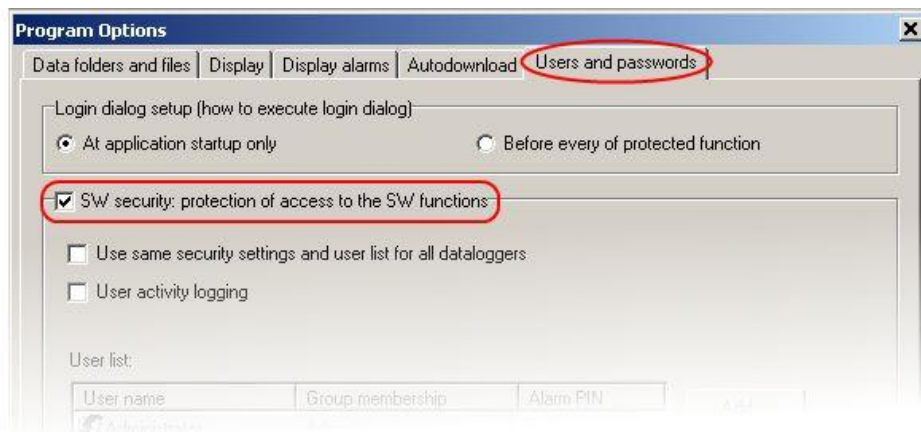 Program Options
Data folders and files Display Display alarms Autodownload Users and passwords
Login dialog setup (how to execute login dialog)
At application startup only Before every of protected function
SW security: protection of access to the SW functions
Use same security settings and user list for all dataloggers
User activity logging
User list:
User name Group membership Alarm PIN
Administrator